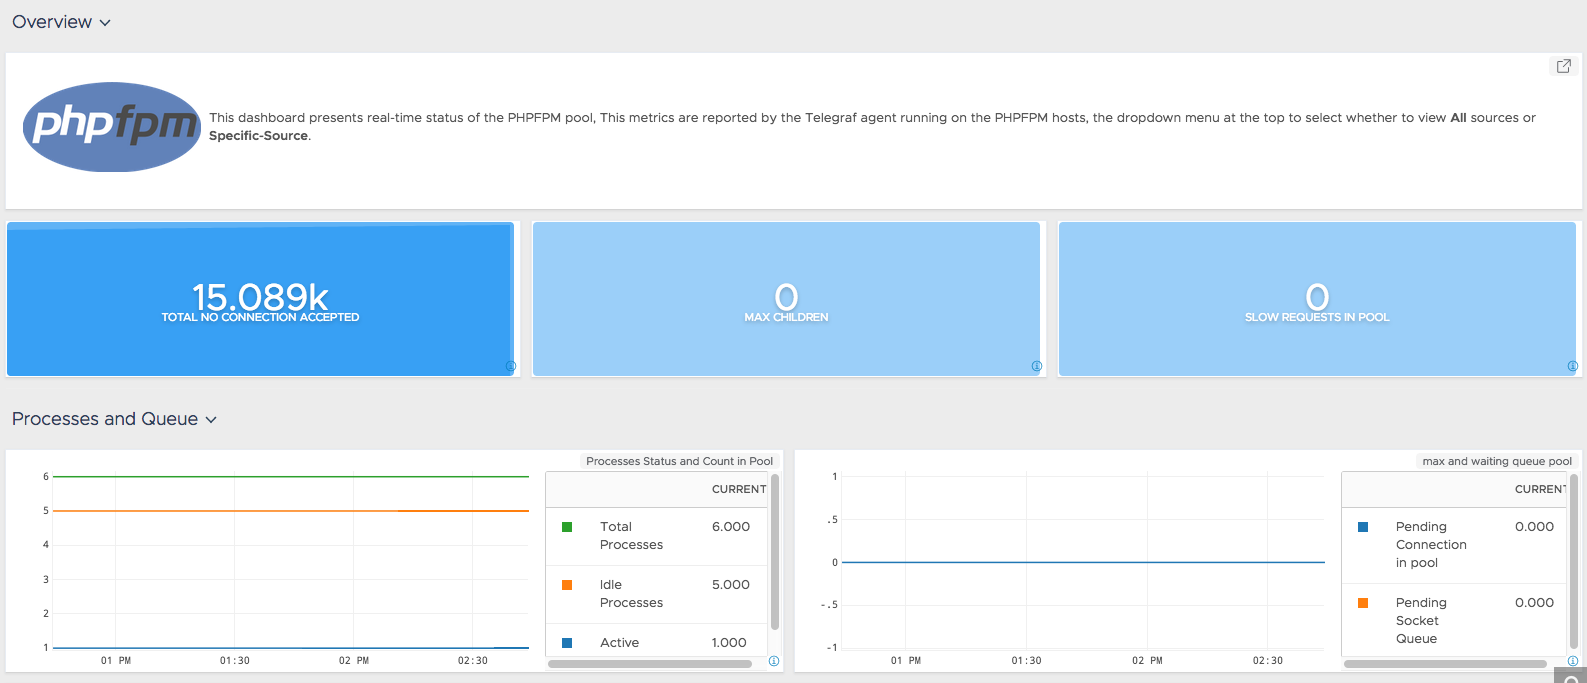 Overview
phpfpm
This dashboard presents real-time status of the PHPFPM pool, This metrics are reported by the Telegraf agent running on the PHPFPM hosts, the dropdown menu at the top to select whether to view All sources or
Specific-Source.
15.089k
TOTAL NO CONNECTION ACCEPTED
0
MAX CHILDREN
0
SLOW REQUESTS IN POOL
Processes and Queue
Processes Status and Count in Pool
6
5
4
3
2
1
01 PM 01:30 02 PM 02:30
CURRENT
Total 6.000
Processes
Idle 5.000
Processes
Active 1.000
max and waiting queue pool
1
.5
0
-.5
-1
01 PM 01:30 02 PM 02:30
CURRENT
Pending 0.000
Connection
in pool
Pending 0.000
Socket
Queue